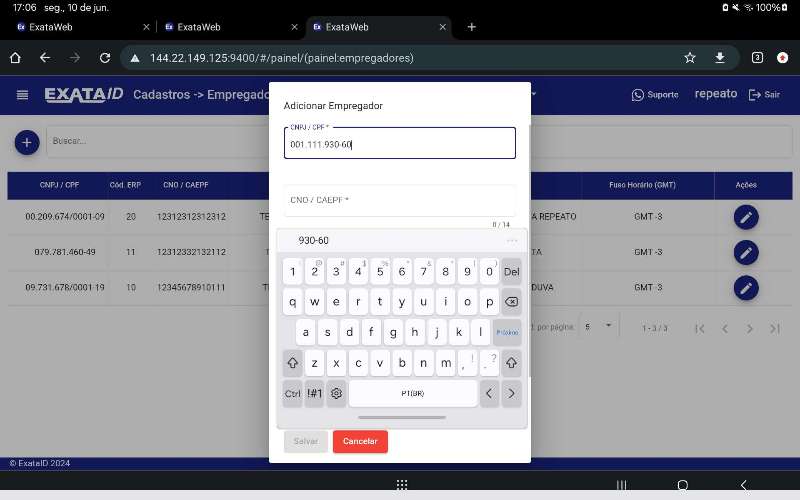 17:06 seg., 10 de jun.
100%
ExataWeb
ExataWeb
ExataWeb
144.22.149.125:9400/#/painel/(painel:empregadores)
3
EXATAID
Cadastros -> Empregado
Suporte
repeato
Sair
Adicionar Empregador
CNPJ / CPF *
001.111.930-60
Buscar...
CNPJ / CPF
Cód. ERP
CNO / CAEPF
Fuso Horário (GMT)
Ações
CNO / CAEPF *
0 / 14
00.209.674/0001-09
20
12312312312312
TE
A REPEATO
GMT -3
079.781.460-49
11
12312332132112
T
TA
GMT -3
09.731.678/0001-19
10
12345678910111
TE
DUVA
GMT -3
por página:
5
1 - 3 / 3
930-60
...
1 2 3 4 5 6 7 8 9 0 Del
q w e r t y u i o p
a s d f g h j k l Próximo
z x c v b n m , ! . ?
Ctrl !#1 PT(BR) < >
Salvar
Cancelar
© ExataID 2024